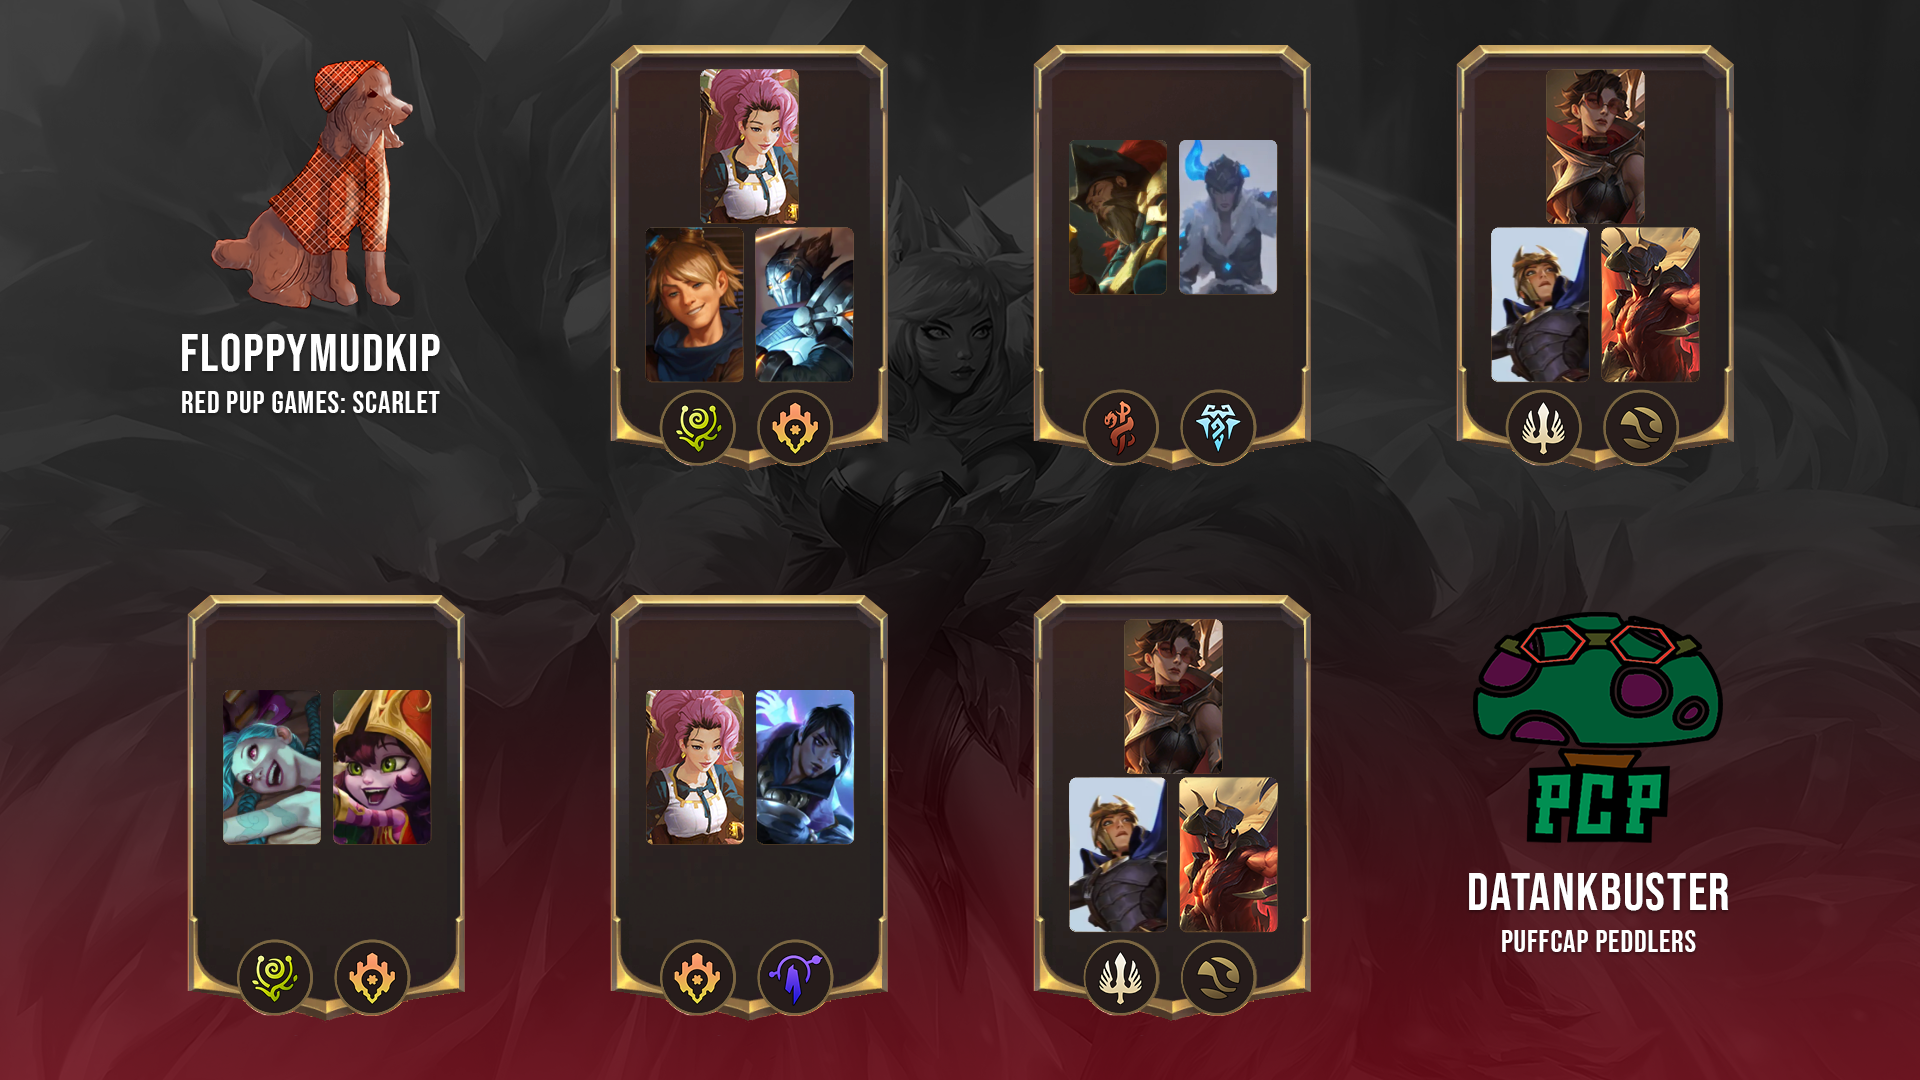 FLOPPYMUDKIP
RED PUP GAMES: SCARLET
PCP
DATANKBUSTER
PUFFCAP PEDDLERS